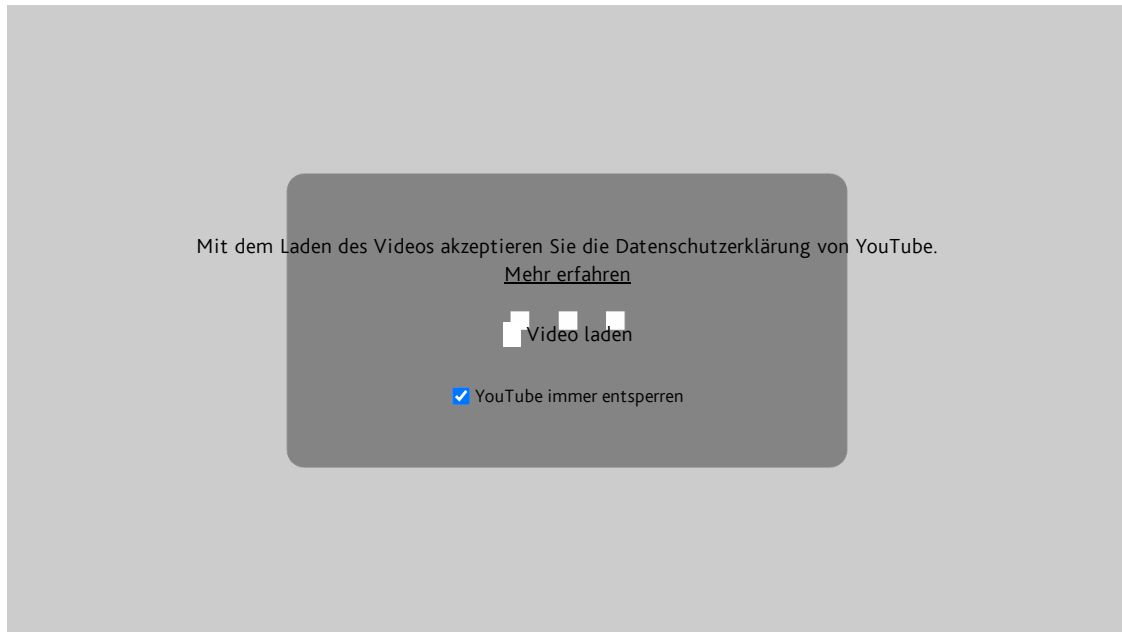 Mit dem Laden des Videos akzeptieren Sie die Datenschutzerklärung von YouTube.
Mehr erfahren
Video laden
YouTube immer entsperren